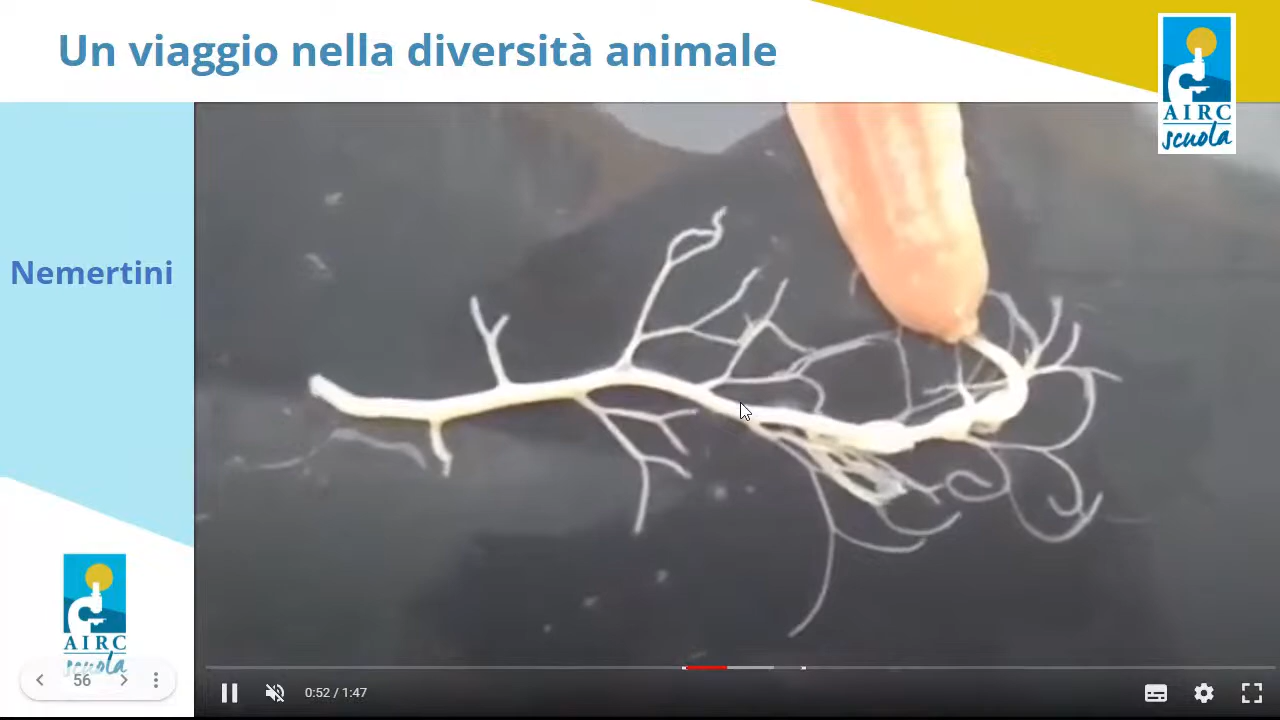 Un viaggio nella diversità animale
AIRC
scuola
Nemertini
AIRC
scuola
56
0:52 / 1:47